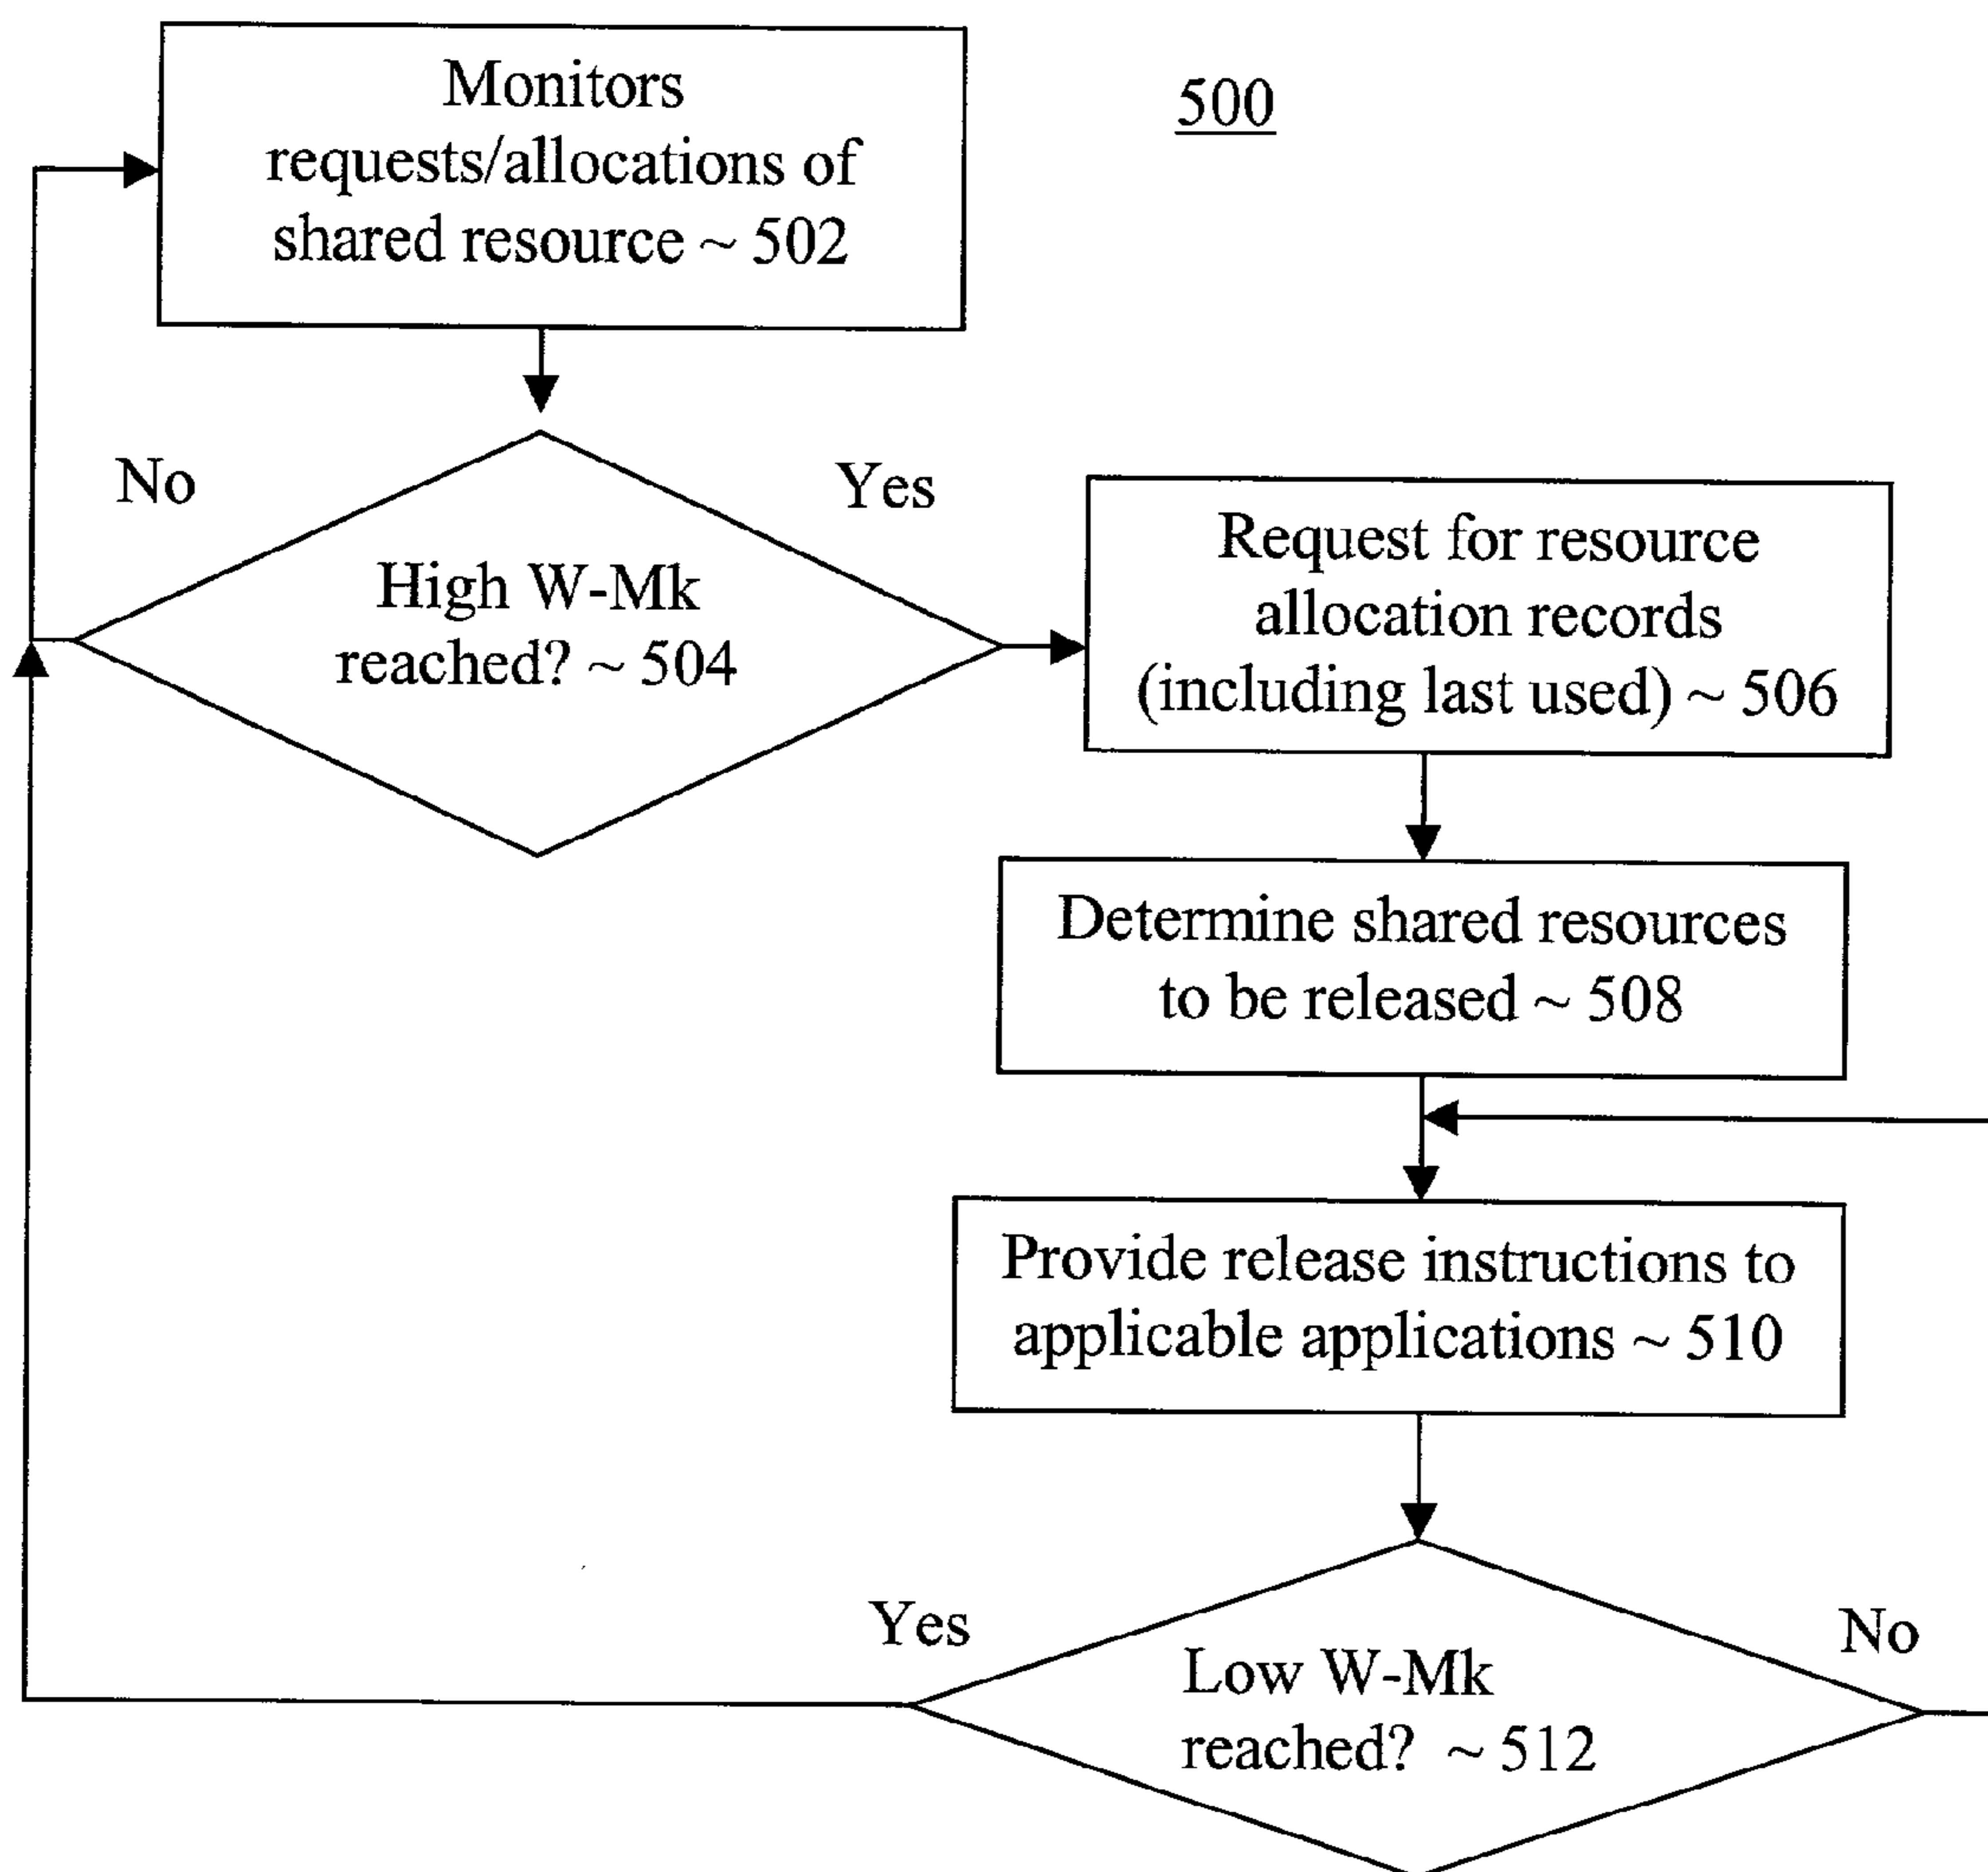 Monitors
requests/allocations of
shared resource ~ 502
500
No
Yes
High W-Mk
reached? ~ 504
Request for resource
allocation records
(including last used) ~ 506
Determine shared resources
to be released ~ 508
Provide release instructions to
applicable applications ~ 510
Yes
No
Low W-Mk
reached? ~ 512